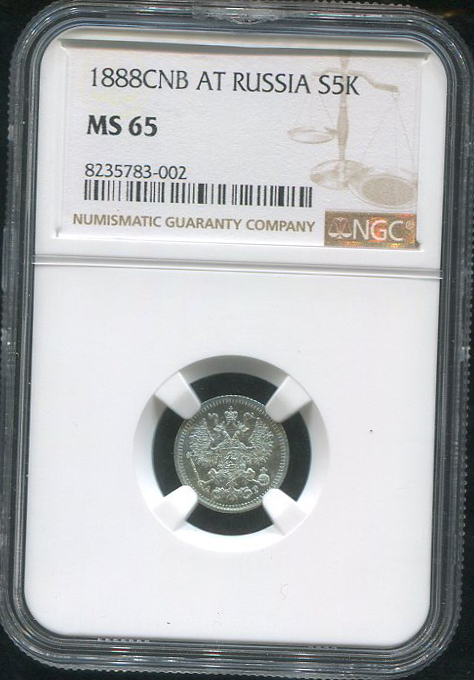 1888CNB AT RUSSIA S5K
MS 65
8235783-002
NUMISMATIC GUARANTY COMPANY
NGC